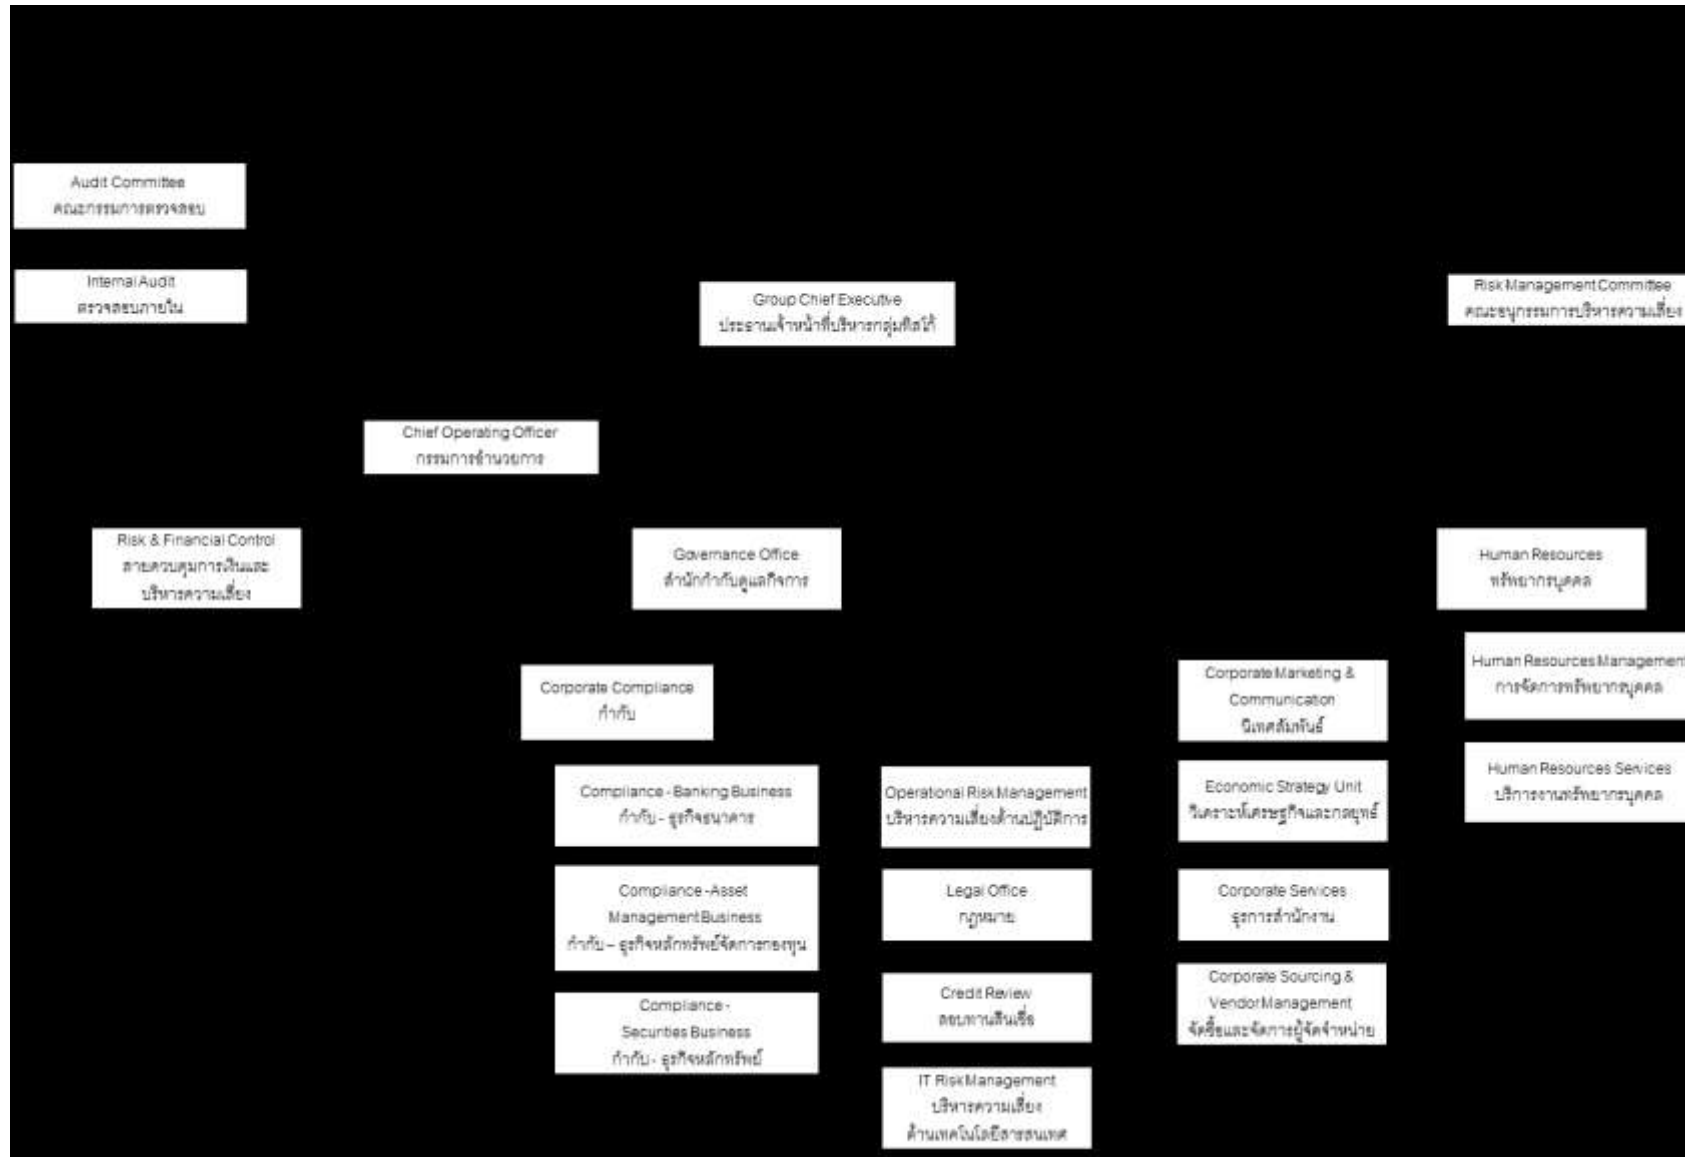 Audit Committee
คณะกรรมการตรวจสอบ
Internal Audit
ตรวจสอบภายใน
Group Chief Executive
ประธานเจ้าหน้าที่บริหารกลุ่มทิสโก้
Risk Management Committee
คณะอนุกรรมการบริหารความเสี่ยง
Chief Operating Officer
กรรมการอำนวยการ
Risk & Financial Control
สายควบคุมการเงินและ
บริหารความเสี่ยง
Governance Office
สำนักกำกับดูแลกิจการ
Human Resources
ทรัพยากรบุคคล
Corporate Compliance
กำกับ
Compliance - Banking Business
กำกับ - ธุรกิจธนาคาร
Compliance - Asset
Management Business
กำกับ – ธุรกิจหลักทรัพย์จัดการกองทุน
Compliance -
Securities Business
กำกับ - ธุรกิจหลักทรัพย์
Operational Risk Management
บริหารความเสี่ยงด้านปฏิบัติการ
Legal Office
กฎหมาย
Credit Review
สอบทานสินเชื่อ
IT Risk Management
บริหารความเสี่ยง
ด้านเทคโนโลยีสารสนเทศ
Corporate Marketing &
Communication
นิเทศสัมพันธ์
Economic Strategy Unit
วิเคราะห์เศรษฐกิจและกลยุทธ์
Corporate Services
ธุรการสำนักงาน
Corporate Sourcing &
Vendor Management
จัดซื้อและจัดการผู้จัดจำหน่าย
Human Resources Management
การจัดการทรัพยากรบุคคล
Human Resources Services
บริการงานทรัพยากรบุคคล